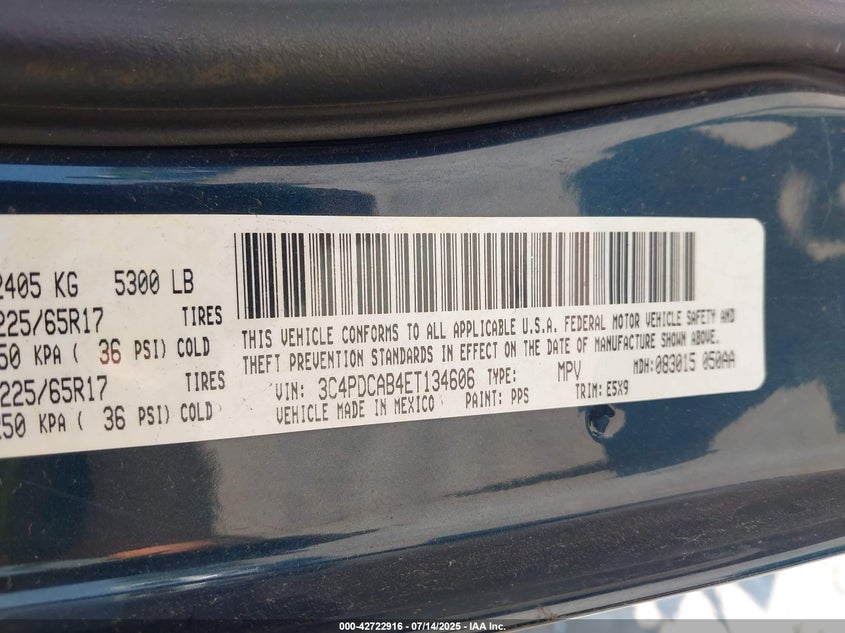 2405 KG 5300 LB
225/65R17 TIRES
250 KPA ( 36 PSI) COLD
225/65R17 TIRES
250 KPA ( 36 PSI) COLD
THIS VEHICLE CONFORMS TO ALL APPLICABLE U.S.A. FEDERAL MOTOR VEHICLE SAFETY AND
THEFT PREVENTION STANDARDS IN EFFECT ON THE DATE OF MANUFACTURE SHOWN ABOVE.
VIN: 3C4PDCAB4ET134606 TYPE: MPV MDH: 083015 050AA
VEHICLE MADE IN MEXICO PAINT: PPS TRIM: E5X9
000-42722916 - 07/14/2025 - IAA Inc.